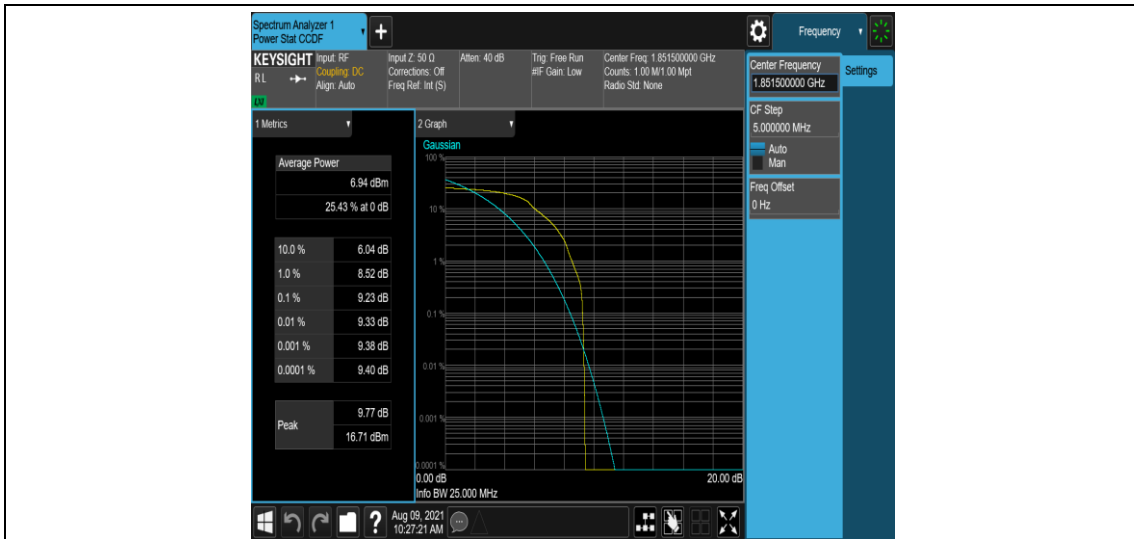 Spectrum Analyzer 1
Power Stat CCDF
Frequency
KEYSIGHT
RL
LM
Input: RF
Coupling: DC
Align: Auto
Input Z: 50 Ω
Corrections: Off
Freq Ref: Int (S)
Atten: 40 dB
Trig: Free Run
#IF Gain: Low
Center Freq: 1.851500000 GHz
Counts: 1.00 M/1.00 Mpt
Radio Std: None
Center Frequency
1.851500000 GHz
Settings
CF Step
5.000000 MHz
Auto
Man
Freq Offset
0 Hz
1 Metrics
Average Power
6.94 dBm
25.43 % at 0 dB
10.0 % 6.04 dB
1.0 % 8.52 dB
0.1 % 9.23 dB
0.01 % 9.33 dB
0.001 % 9.38 dB
0.0001 % 9.40 dB
Peak
9.77 dB
16.71 dBm
2 Graph
Gaussian
100 %
10 %
1 %
0.1 %
0.01 %
0.001 %
0.0001 %
0.00 dB 20.00 dB
Info BW 25.000 MHz
Aug 09, 2021
10:27:21 AM